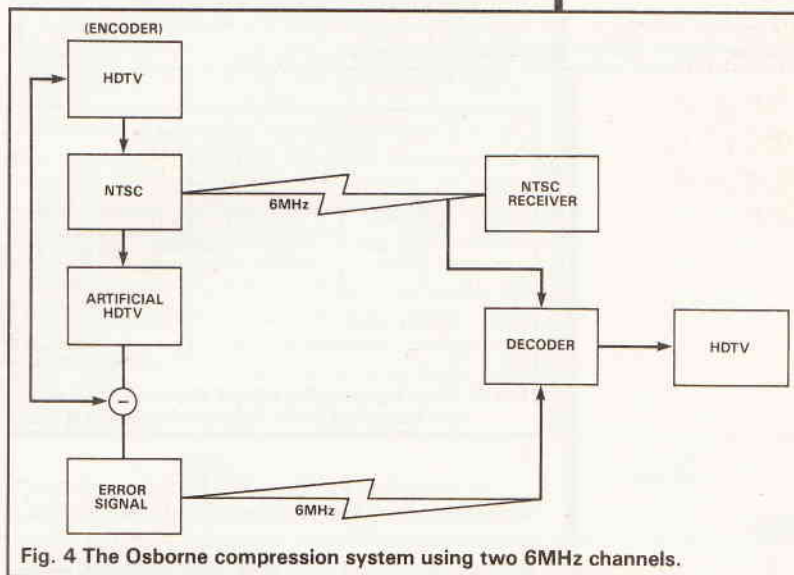 (ENCODER)
HDTV
NTSC
6MHz
NTSC
RECEIVER
ARTIFICIAL
HDTV
DECODER
HDTV
−
ERROR
SIGNAL
6MHz
Fig. 4 The Osborne compression system using two 6MHz channels.